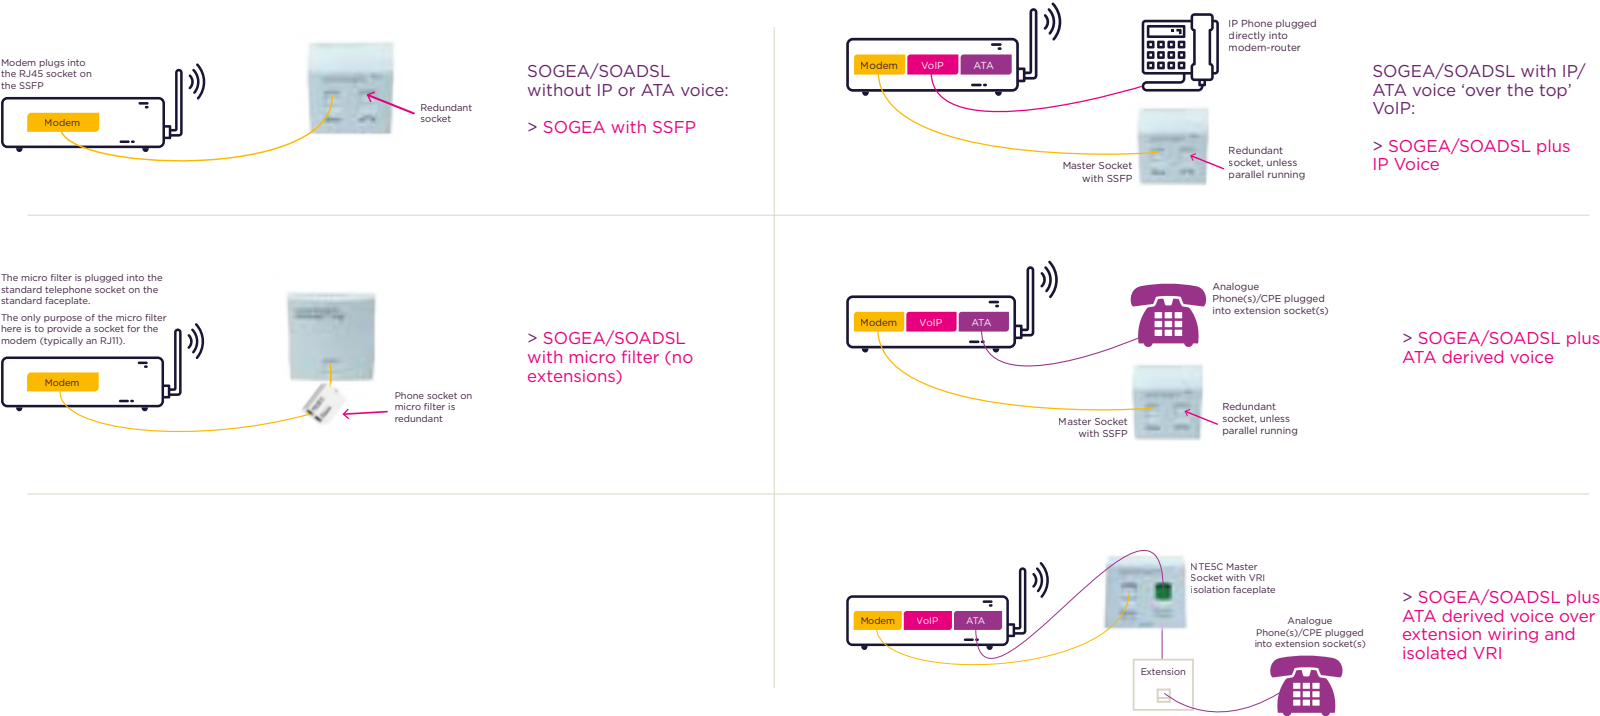 Modem plugs into
the RJ45 socket on
the SSFP
Modem
Redundant
socket
SOGEA/SOADSL
without IP or ATA voice:
> SOGEA with SSFP
Modem
VoIP
ATA
IP Phone plugged
directly into
modem-router
Master Socket
with SSFP
Redundant
socket, unless
parallel running
SOGEA/SOADSL with IP/
ATA voice ‘over the top’
VoIP:
> SOGEA/SOADSL plus
IP Voice
The micro filter is plugged into the
standard telephone socket on the
standard faceplate.
The only purpose of the micro filter
here is to provide a socket for the
modem (typically an RJ11).
Modem
Phone socket on
micro filter is
redundant
> SOGEA/SOADSL
with micro filter (no
extensions)
Modem
VoIP
ATA
Analogue
Phone(s)/CPE plugged
into extension socket(s)
Master Socket
with SSFP
Redundant
socket, unless
parallel running
> SOGEA/SOADSL plus
ATA derived voice
Modem
VoIP
ATA
NTE5C Master
Socket with VRI
isolation faceplate
Extension
Analogue
Phone(s)/CPE plugged
into extension socket(s)
> SOGEA/SOADSL plus
ATA derived voice over
extension wiring and
isolated VRI